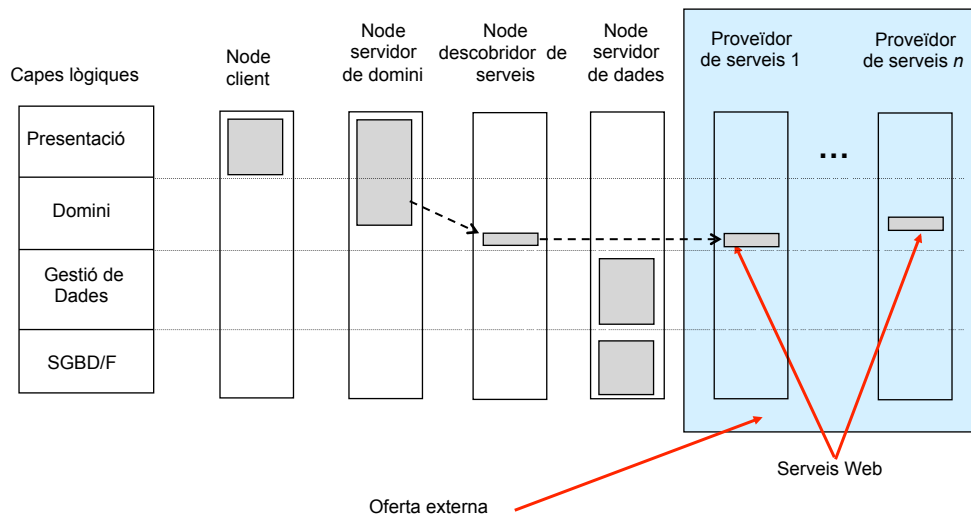 Capes lògiques
Node
client
Node
servidor
de domini
Node
descobridor de
serveis
Node
servidor
de dades
Proveïdor
de serveis 1
Proveïdor
de serveis n
...
Presentació
Domini
Gestió de
Dades
SGBD/F
Serveis Web
Oferta externa